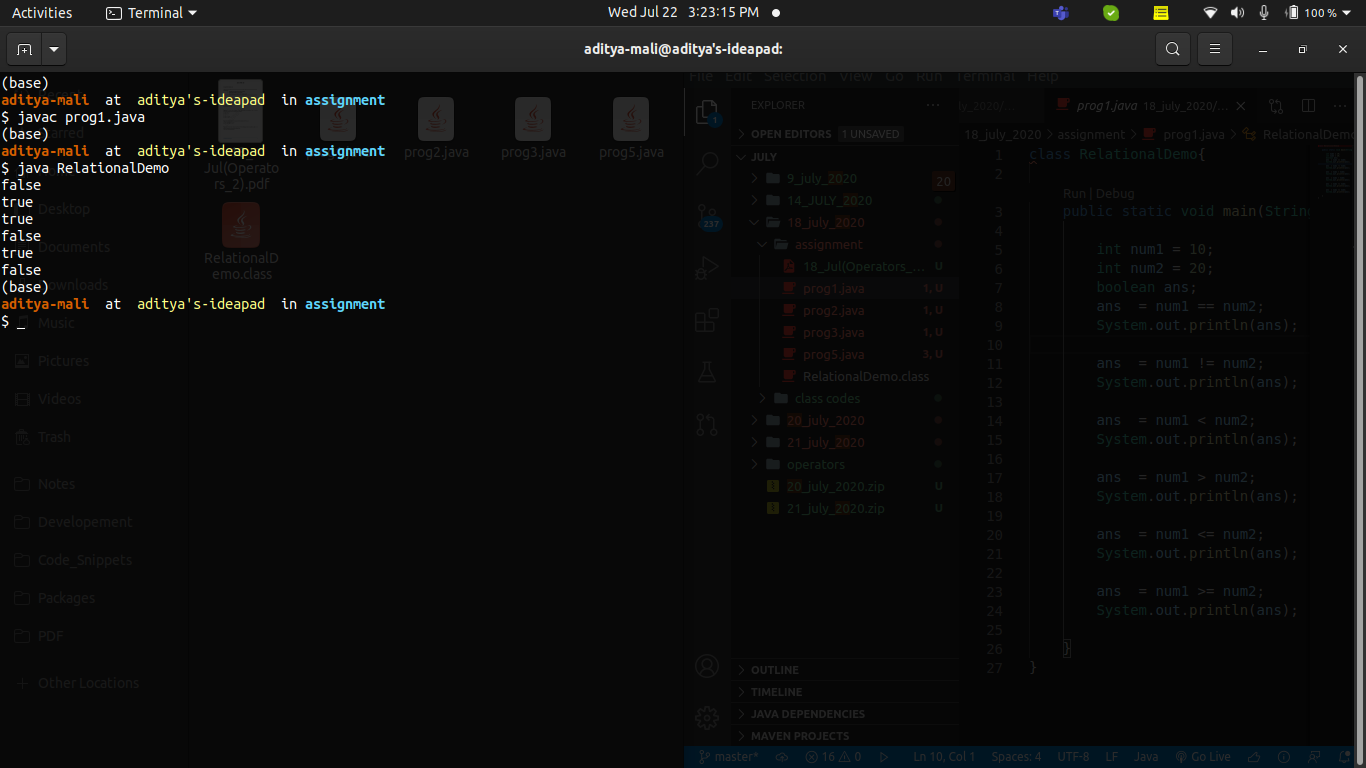 Activities Terminal Wed Jul 22 3:23:15 PM 100 %
aditya-mali@aditya's-ideapad:
(base)
aditya-mali at aditya's-ideapad in assignment
$ javac prog1.java
(base)
aditya-mali at aditya's-ideapad in assignment
$ java RelationalDemo
false
true
true
false
true
false
(base)
aditya-mali at aditya's-ideapad in assignment
$ _
Desktop
Documents
Music
Pictures
Videos
Trash
Notes
Developement
Code_Snippets
Packages
PDF
+ Other Locations
Jul(Operators_2).pdf
prog2.java
prog3.java
prog5.java
RelationalD
emo.class
File Edit Selection View Go Run Terminal Help
EXPLORER ...
1
237
OPEN EDITORS 1 UNSAVED
JULY
9_july_2020
20
14_JULY_2020
18_july_2020
assignment
18_Jul(Operators_... U
prog1.java 1, U
prog2.java 1, U
prog3.java 1, U
prog5.java 3, U
RelationalDemo.class
class codes
20_july_2020
21_july_2020
operators
20_july_2020.zip U
21_july_2020.zip U
OUTLINE
TIMELINE
JAVA DEPENDENCIES
MAVEN PROJECTS
ly_2020/... prog1.java 18_july_2020/... ...
18_july_2020 > assignment > prog1.java > RelationalDemo
1 class RelationalDemo{
2
Run | Debug
3 public static void main(String
4
5 int num1 = 10;
6 int num2 = 20;
7 boolean ans;
8 ans = num1 == num2;
9 System.out.println(ans);
10
11 ans = num1 != num2;
12 System.out.println(ans);
13
14 ans = num1 < num2;
15 System.out.println(ans);
16
17 ans = num1 > num2;
18 System.out.println(ans);
19
20 ans = num1 <= num2;
21 System.out.println(ans);
22
23 ans = num1 >= num2;
24 System.out.println(ans);
25
26 }
27 }
master* 16 0 Ln 10, Col 1 Spaces: 4 UTF-8 LF Java Go Live